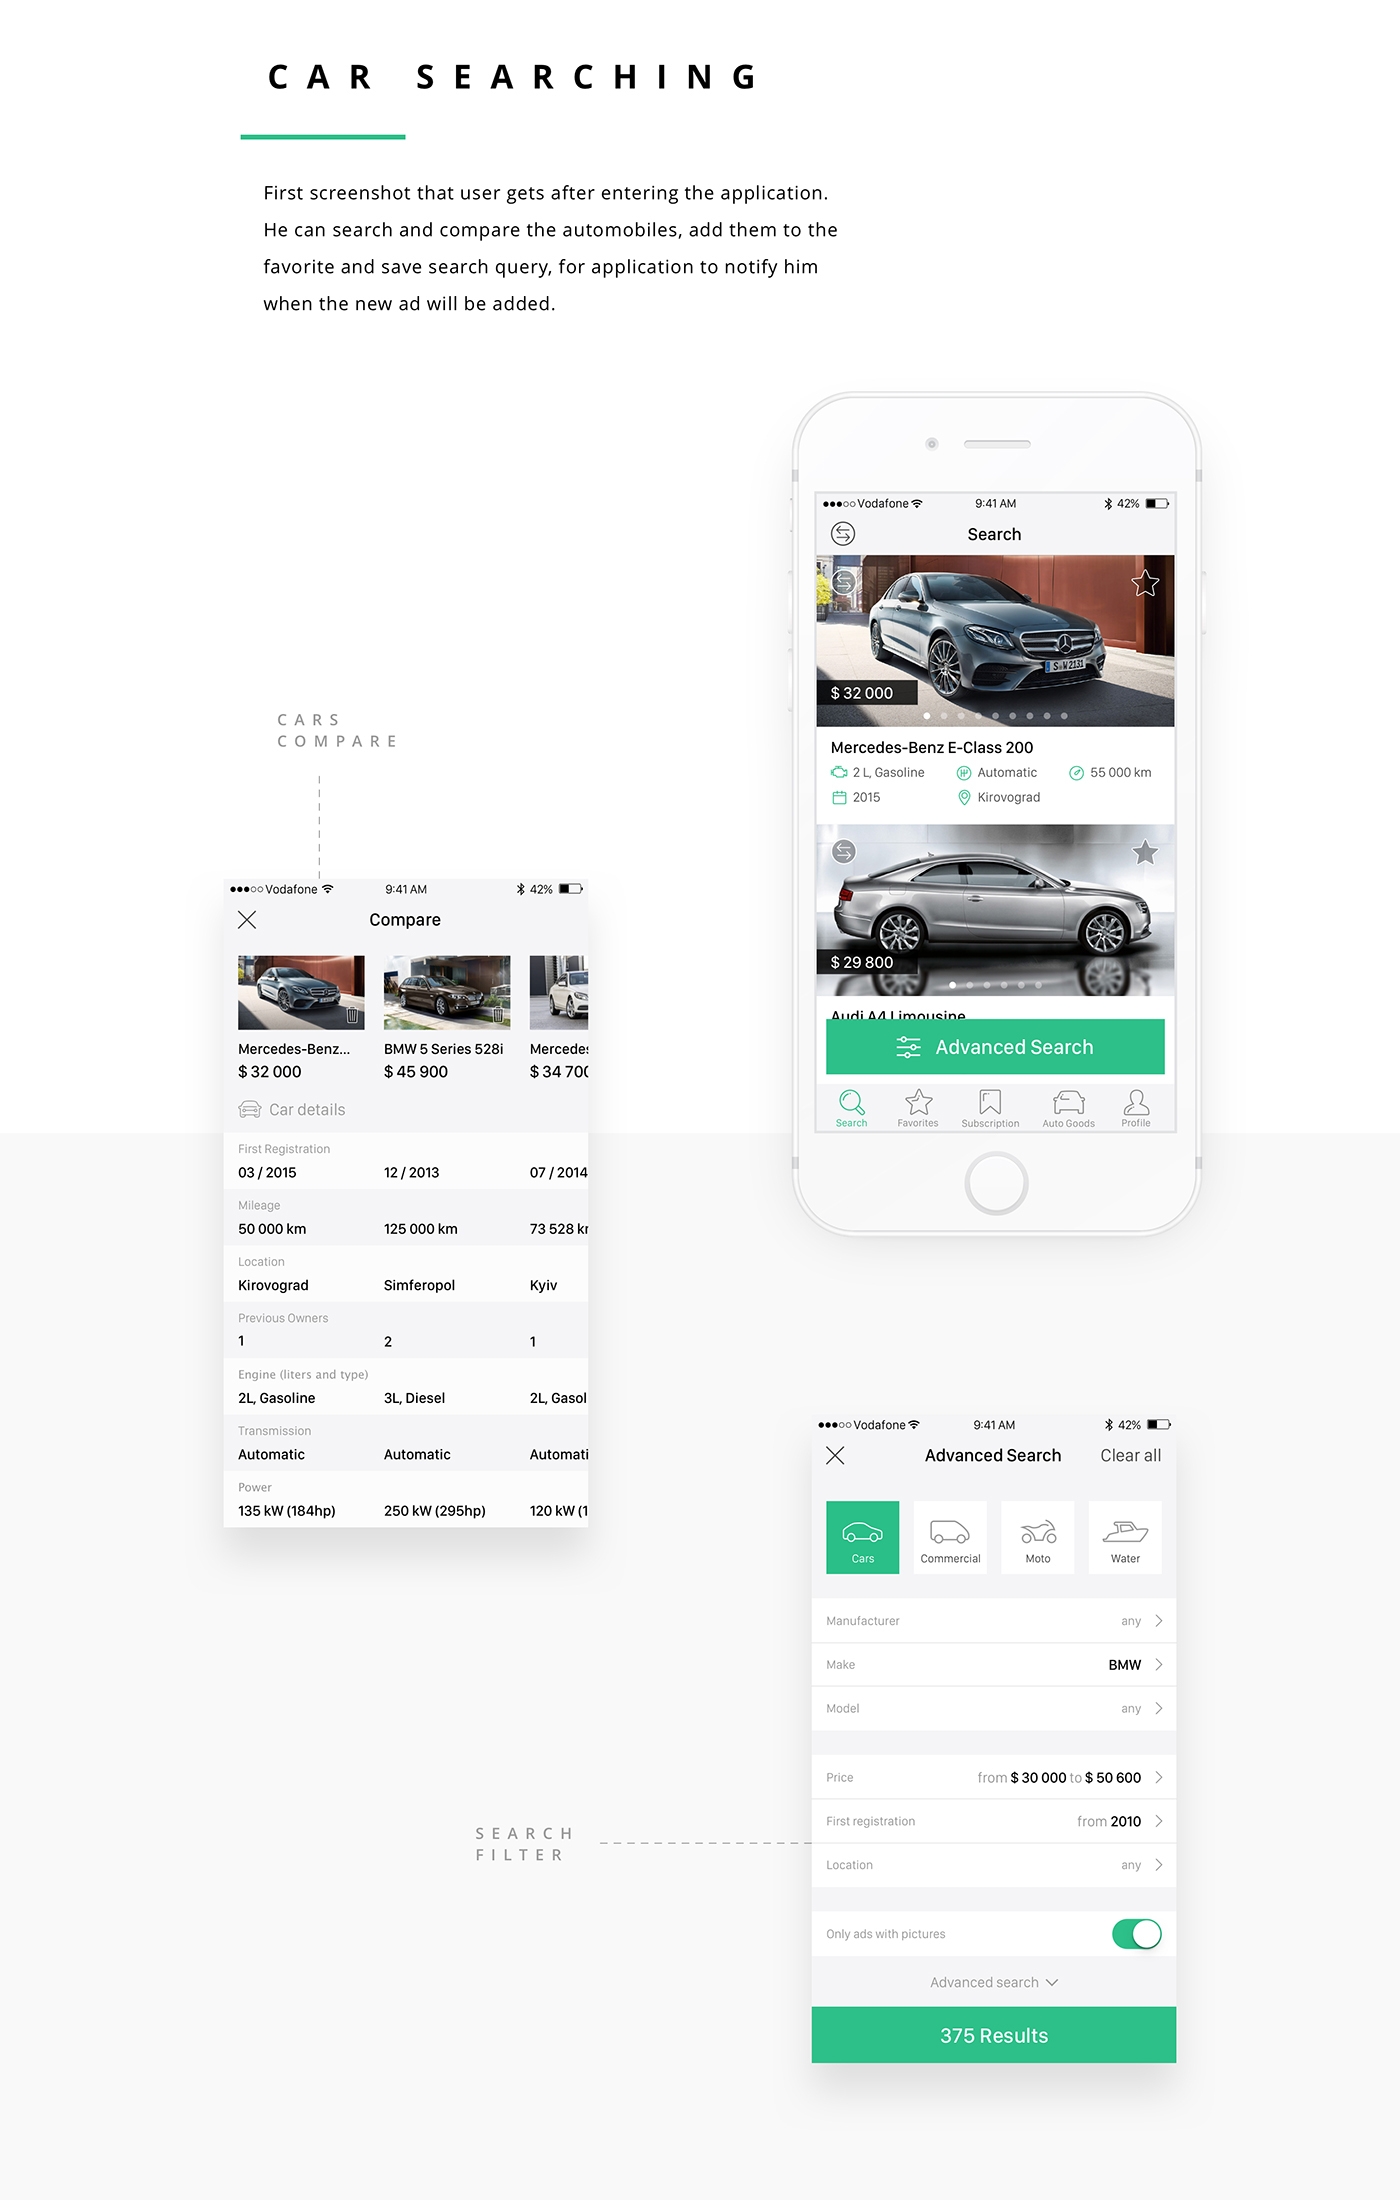 CAR SEARCHING
First screenshot that user gets after entering the application.
He can search and compare the automobiles, add them to the
favorite and save search query, for application to notify him
when the new ad will be added.
Vodafone 9:41 AM 42%
Search
S·W2131
$ 32 000
Mercedes-Benz E-Class 200
2 L, Gasoline Automatic 55 000 km
2015 Kirovograd
$ 29 800
Audi A4 Limousine
Advanced Search
Search Favorites Subscription Auto Goods Profile
CARS
COMPARE
Vodafone 9:41 AM 42%
Compare
Mercedes-Benz... BMW 5 Series 528i Mercedes
$ 32 000 $ 45 900 $ 34 700
Car details
First Registration
03 / 2015 12 / 2013 07 / 2014
Mileage
50 000 km 125 000 km 73 528 km
Location
Kirovograd Simferopol Kyiv
Previous Owners
1 2 1
Engine (liters and type)
2L, Gasoline 3L, Diesel 2L, Gasol
Transmission
Automatic Automatic Automati
Power
135 kW (184hp) 250 kW (295hp) 120 kW (1
Vodafone 9:41 AM 42%
Advanced Search Clear all
Cars Commercial Moto Water
Manufacturer any
Make BMW
Model any
Price from $ 30 000 to $ 50 600
First registration from 2010
Location any
Only ads with pictures
Advanced search
375 Results
SEARCH
FILTER